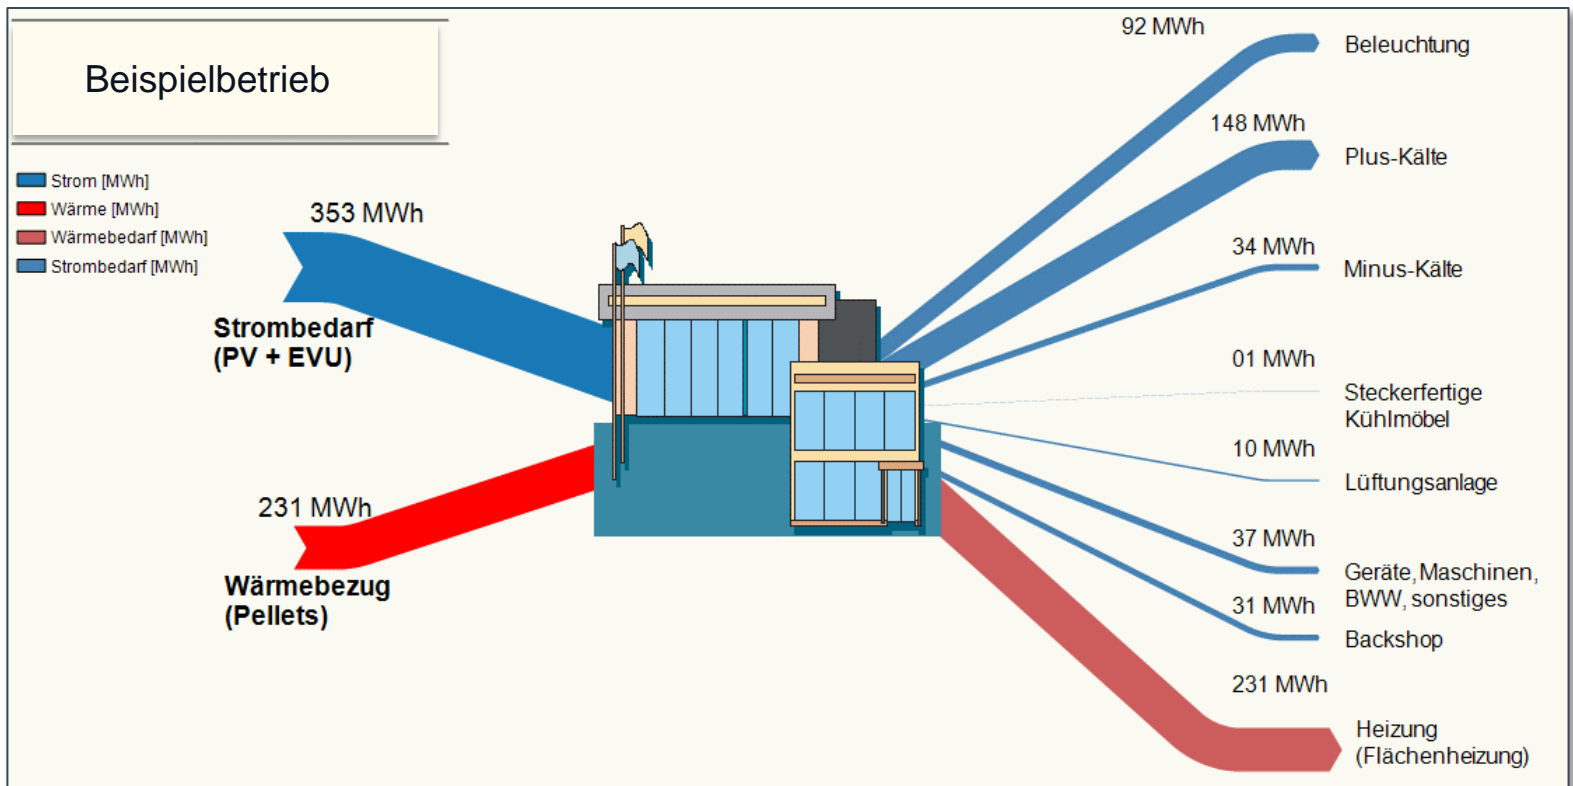 Beispielbetrieb
Strom [MWh]
Wärme [MWh]
Wärmebedarf [MWh]
Strombedarf [MWh]
353 MWh
Strombedarf
(PV + EVU)
231 MWh
Wärmebezug
(Pellets)
92 MWh
Beleuchtung
148 MWh
Plus-Kälte
34 MWh
Minus-Kälte
01 MWh
Steckerfertige
Kühlmöbel
10 MWh
Lüftungsanlage
37 MWh
Geräte, Maschinen,
BWW, sonstiges
31 MWh
Backshop
231 MWh
Heizung
(Flächenheizung)